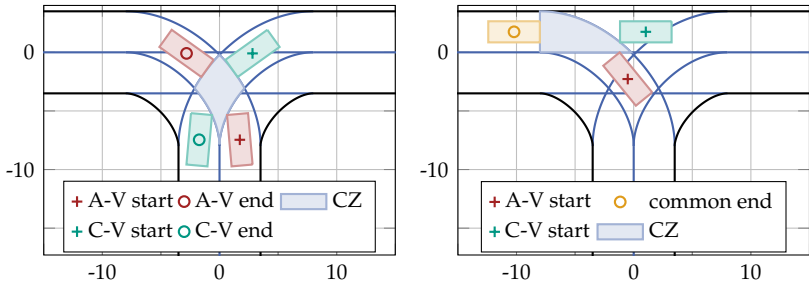 0
-10
A-V start A-V end CZ
C-V start C-V end
-10 0 10
0
-10
A-V start common end
C-V start CZ
-10 0 10